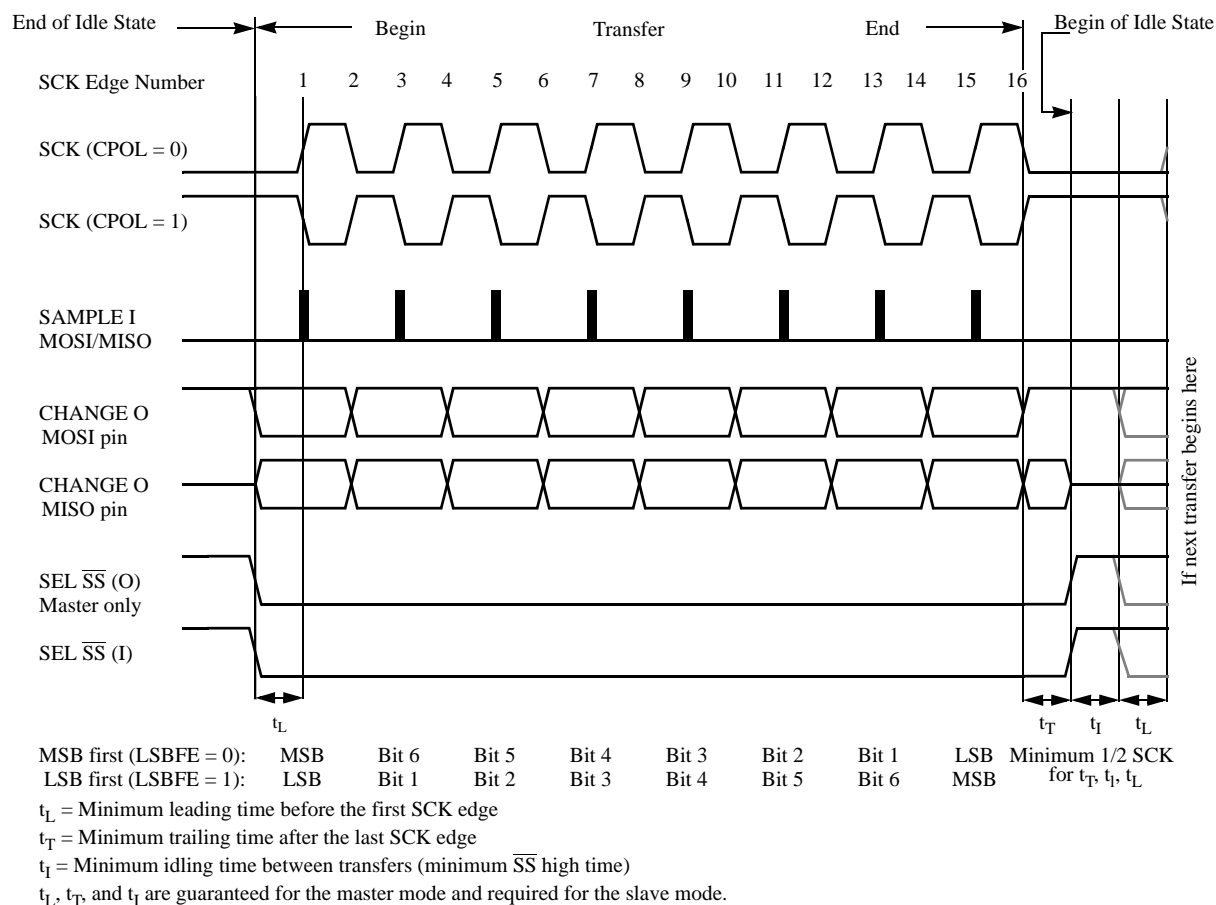 End of Idle State
Begin
Transfer
End
Begin of Idle State
SCK Edge Number
1 2 3 4 5 6 7 8 9 10 11 12 13 14 15 16
SCK (CPOL = 0)
SCK (CPOL = 1)
SAMPLE I
MOSI/MISO
CHANGE O
MOSI pin
CHANGE O
MISO pin
SEL S̅S̅ (O)
Master only
SEL S̅S̅ (I)
If next transfer begins here
tL
tT tI tL
MSB first (LSBFE = 0): MSB Bit 6 Bit 5 Bit 4 Bit 3 Bit 2 Bit 1 LSB
LSB first (LSBFE = 1): LSB Bit 1 Bit 2 Bit 3 Bit 4 Bit 5 Bit 6 MSB
Minimum 1/2 SCK
for tT, tl, tL
tL = Minimum leading time before the first SCK edge
tT = Minimum trailing time after the last SCK edge
tI = Minimum idling time between transfers (minimum S̅S̅ high time)
tL, tT, and tI are guaranteed for the master mode and required for the slave mode.